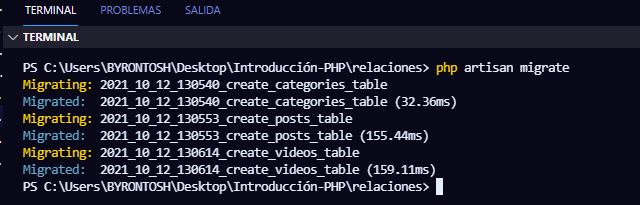 TERMINAL PROBLEMAS SALIDA
TERMINAL
PS C:\Users\BYRONTOSH\Desktop\Introducción-PHP\relaciones> php artisan migrate
Migrating: 2021_10_12_130540_create_categories_table
Migrated:  2021_10_12_130540_create_categories_table (32.36ms)
Migrating: 2021_10_12_130553_create_posts_table
Migrated:  2021_10_12_130553_create_posts_table (155.44ms)
Migrating: 2021_10_12_130614_create_videos_table
Migrated:  2021_10_12_130614_create_videos_table (159.11ms)
PS C:\Users\BYRONTOSH\Desktop\Introducción-PHP\relaciones>